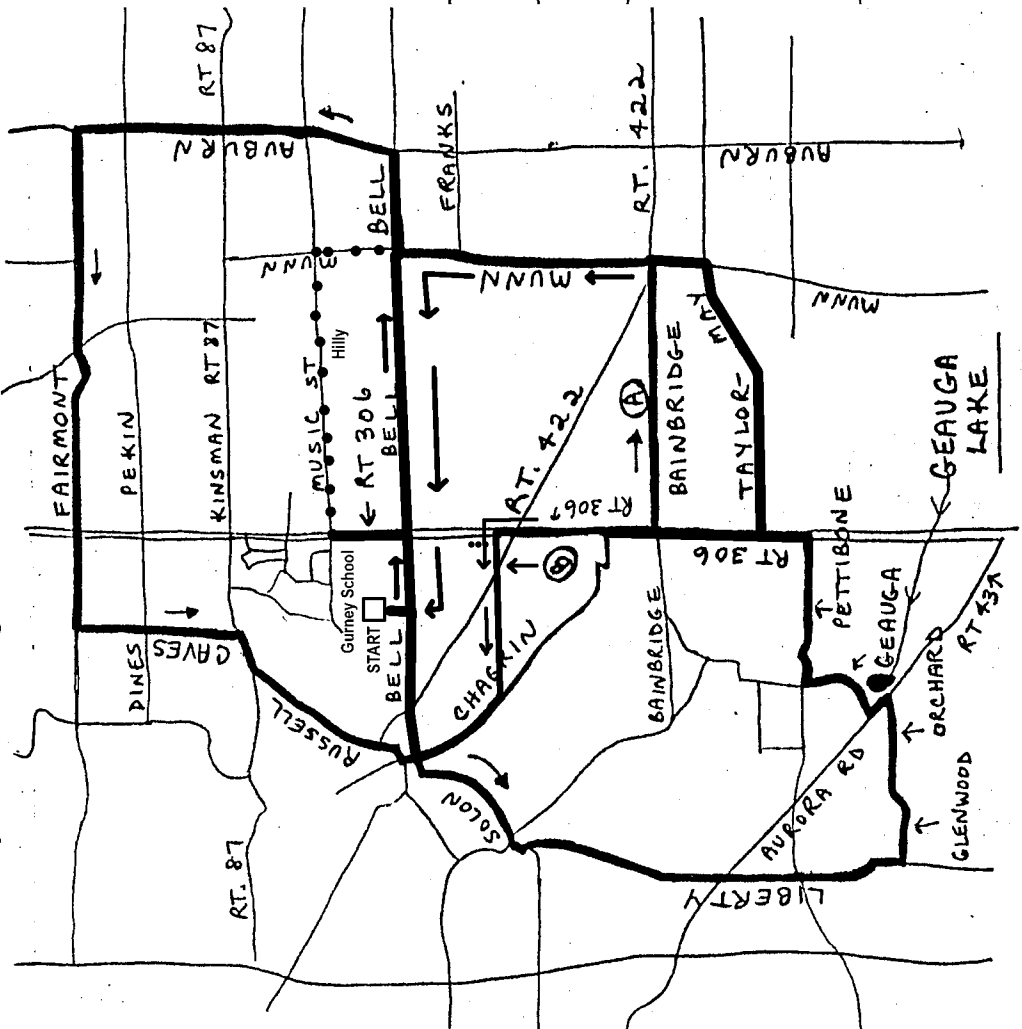 RT 87
FRANKS
RT. 422
AUBURN
AUBURN
BELL
MUNN
MUNN
MUNN
Hilly
MAY
FAIRMONT
PEKIN
KINSMAN RT 87
MUSIC ST
RT 306
BELL
RT. 422
A
BAINBRIDGE
TAYLOR-
GEAUGA
LAKE
RT 306
RT 306
B
Gurney School
START
BELL
CHAGRIN
BAINBRIDGE
PETTIBONE
GEAUGA
RT 43
ORCHARD
CAVES
DINES
RUSSELL
SOLON
AURORA RD
GLENWOOD
LIBERTY
RT. 87